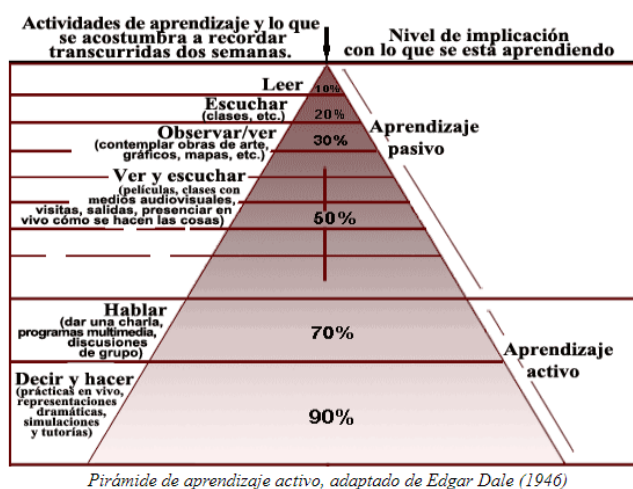 Actividades de aprendizaje y lo que
se acostumbra a recordar
transcurridas dos semanas.
Nivel de implicación
con lo que se está aprendiendo
Leer
10%
Escuchar
(clases, etc.)
20%
Observar/ver
(contemplar obras de arte,
gráficos, mapas, etc.)
30%
Aprendizaje
pasivo
Ver y escuchar
(películas, clases con
medios audiovisuales,
visitas, salidas, presenciar en
vivo cómo se hacen las cosas)
50%
Hablar
(dar una charla,
programas multimedia,
discusiones
de grupo)
70%
Aprendizaje
activo
Decir y hacer
(prácticas en vivo,
representaciones
dramáticas,
simulaciones
y tutorías)
90%
Pirámide de aprendizaje activo, adaptado de Edgar Dale (1946)